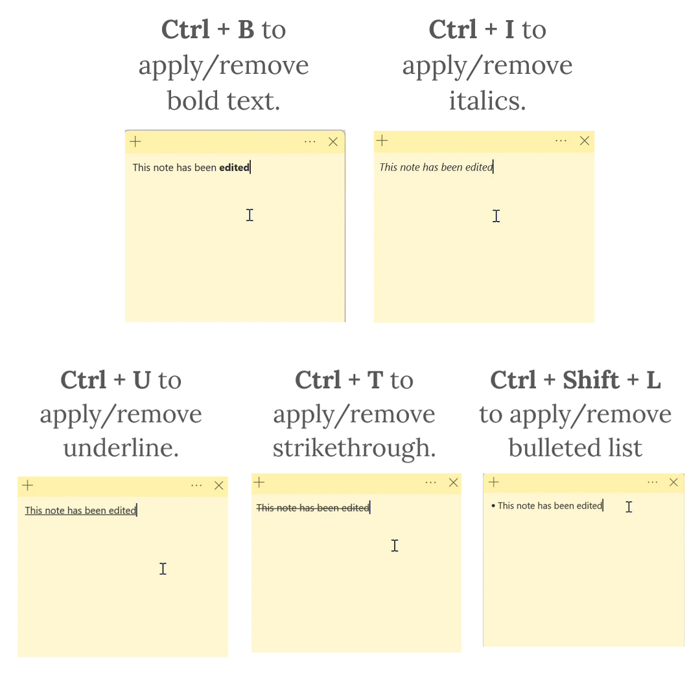 Ctrl + B to
apply/remove
bold text.
Ctrl + I to
apply/remove
italics.
This note has been edited
This note has been edited
Ctrl + U to
apply/remove
underline.
Ctrl + T to
apply/remove
strikethrough.
Ctrl + Shift + L
to apply/remove
bulleted list
This note has been edited
This note has been edited
• This note has been edited